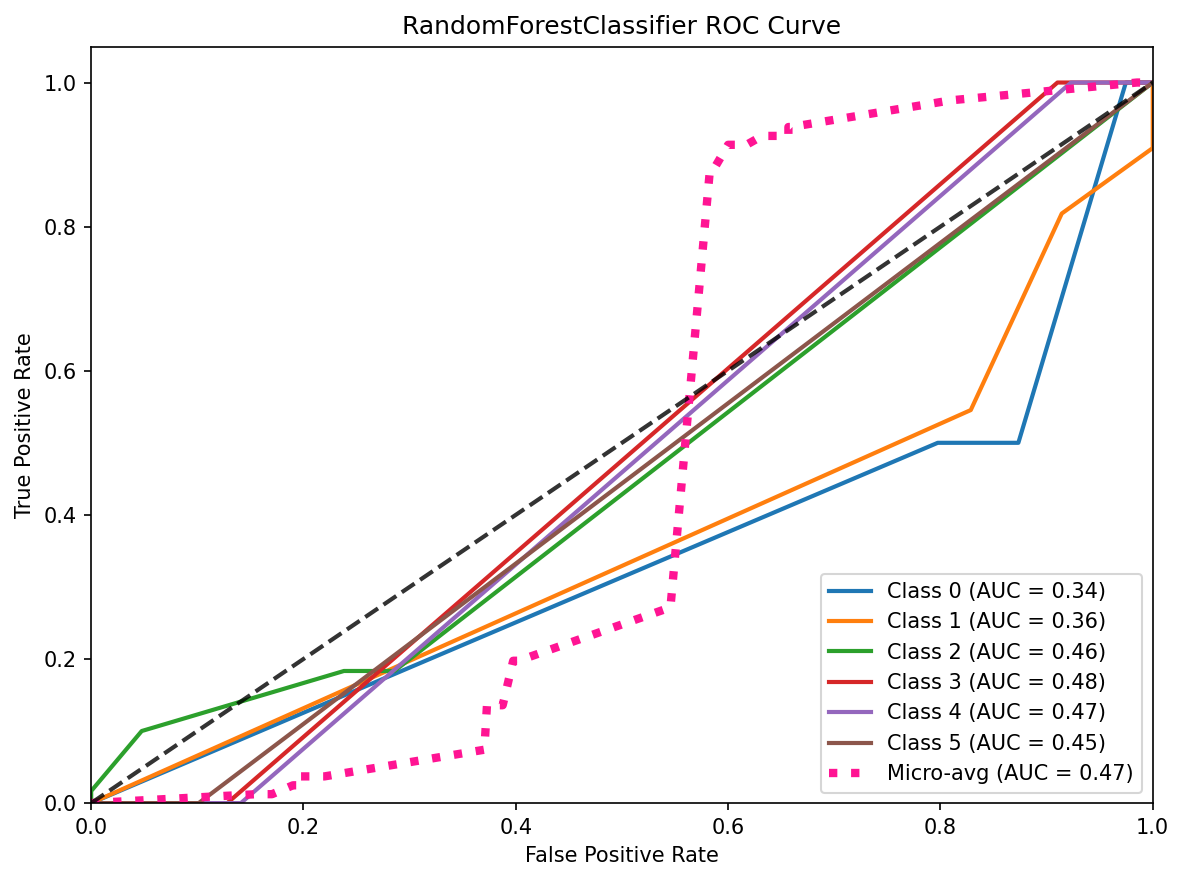 RandomForestClassifier ROC Curve
True Positive Rate
1.0
0.8
0.6
0.4
0.2
0.0
0.0 0.2 0.4 0.6 0.8 1.0
False Positive Rate
Class 0 (AUC = 0.34)
Class 1 (AUC = 0.36)
Class 2 (AUC = 0.46)
Class 3 (AUC = 0.48)
Class 4 (AUC = 0.47)
Class 5 (AUC = 0.45)
Micro-avg (AUC = 0.47)